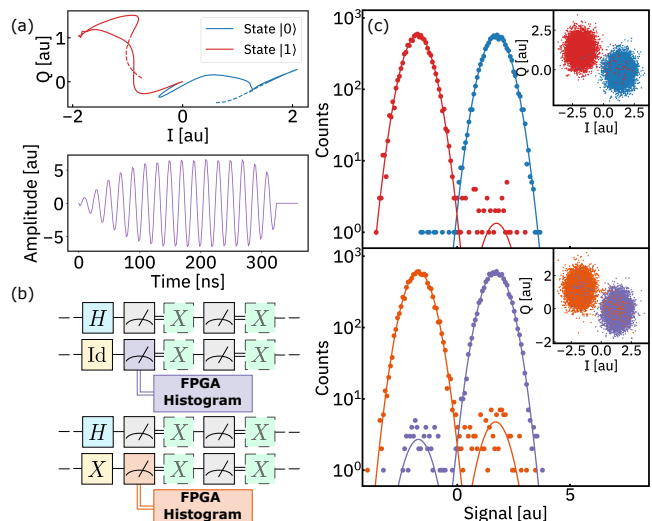 (a)
Q [au]
1
0
State |0⟩
State |1⟩
−2
−1
0
1
2
I [au]
Amplitude [au]
5
0
−5
0
100
200
300
Time [ns]
(b)
H
X
X
Id
X
X
FPGA
Histogram
H
X
X
X
X
X
FPGA
Histogram
(c)
Counts
10³
10²
10¹
10⁰
Q [au]
2.5
0.0
−2.5
0.0
2.5
I [au]
Counts
10³
10²
10¹
10⁰
Q [au]
2
0
−2
−2.5
0.0
2.5
I [au]
0
5
Signal [au]